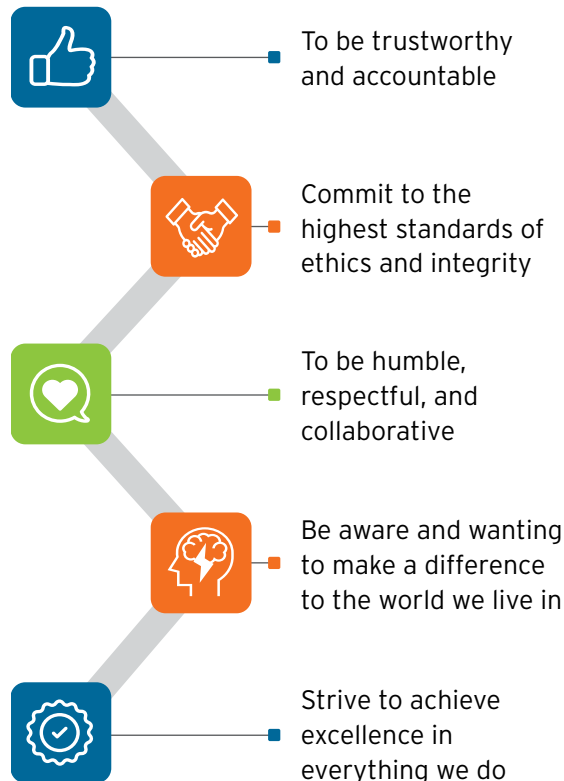 To be trustworthy
and accountable
Commit to the
highest standards of
ethics and integrity
To be humble,
respectful, and
collaborative
Be aware and wanting
to make a difference
to the world we live in
Strive to achieve
excellence in
everything we do